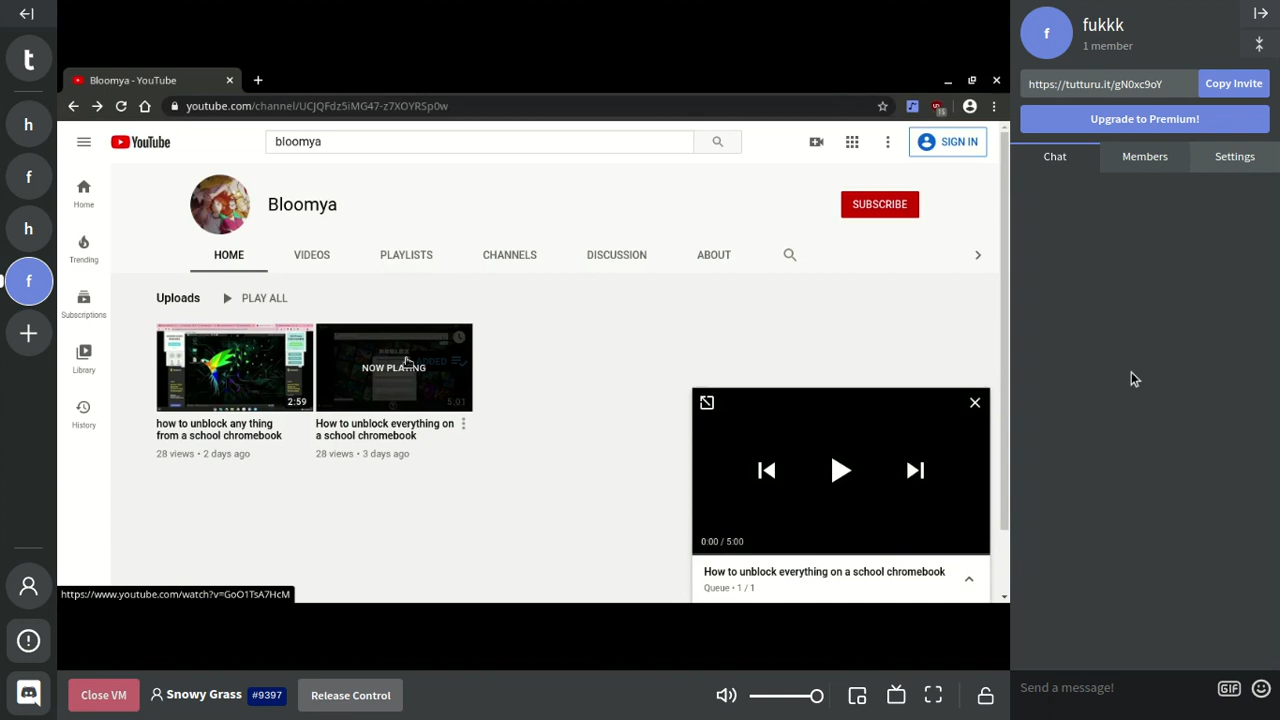 t
h
f
h
f
Bloomya - YouTube
youtube.com/channel/UCJQFdz5iMG47-z7XOYRSp0w
15
YouTube
bloomya
SIGN IN
Home
Trending
Subscriptions
Library
History
Bloomya
SUBSCRIBE
HOME
VIDEOS
PLAYLISTS
CHANNELS
DISCUSSION
ABOUT
Uploads
PLAY ALL
2:59
NOW PLAYING
ADDED
5:01
how to unblock any thing
from a school chromebook
28 views • 2 days ago
How to unblock everything on
a school chromebook
28 views • 3 days ago
0:00 / 5:00
How to unblock everything on a school chromebook
Queue • 1 / 1
https://www.youtube.com/watch?v=GoO1TsA7HcM
Close VM
Snowy Grass
#9397
Release Control
f
fukkk
1 member
https://tutturu.it/gN0xc9oY
Copy Invite
Upgrade to Premium!
Chat
Members
Settings
Send a message!
GIF